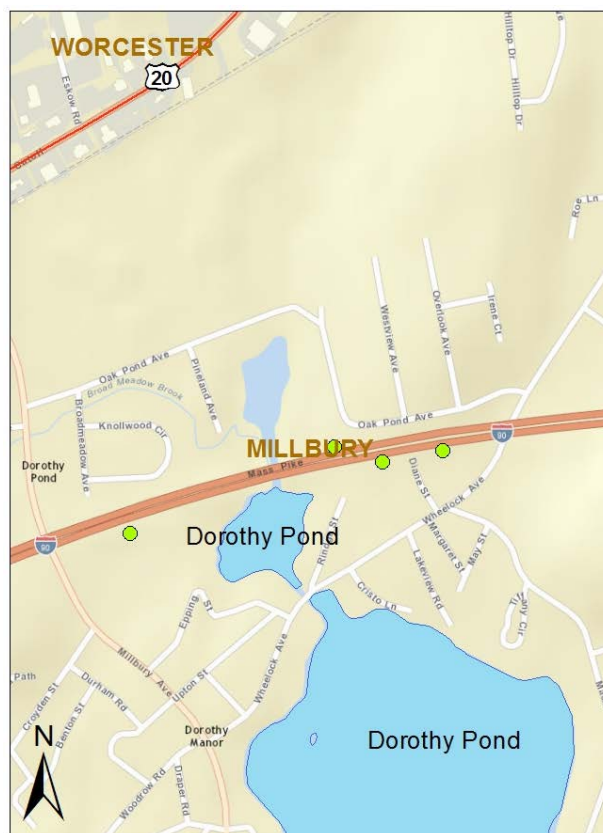 WORCESTER
20
Eskow Rd
Hilltop Dr
Hilltop Dr
Roe Ln
Westview Ave
Overlook Ave
Irene Ct
Oak Pond Ave
Broad Meadow Brook
Pineland Ave
Broadmeadow Ave
Knollwood Cir
Oak Pond Ave
90
MILLBURY
Mass Pike
Dorothy
Pond
Diane St
Wheelock Ave
Dorothy Pond
Margaret St
May St
90
Lakeview Rd
Cristo Ln
Tiffany Cir
Epping St
Millbury Ave
Upton St
Wheelock Ave
Path
Croyden St
Durham Rd
Benton St
Dorothy
Manor
Dorothy Pond
N
Woodrow Rd
Draper Rd